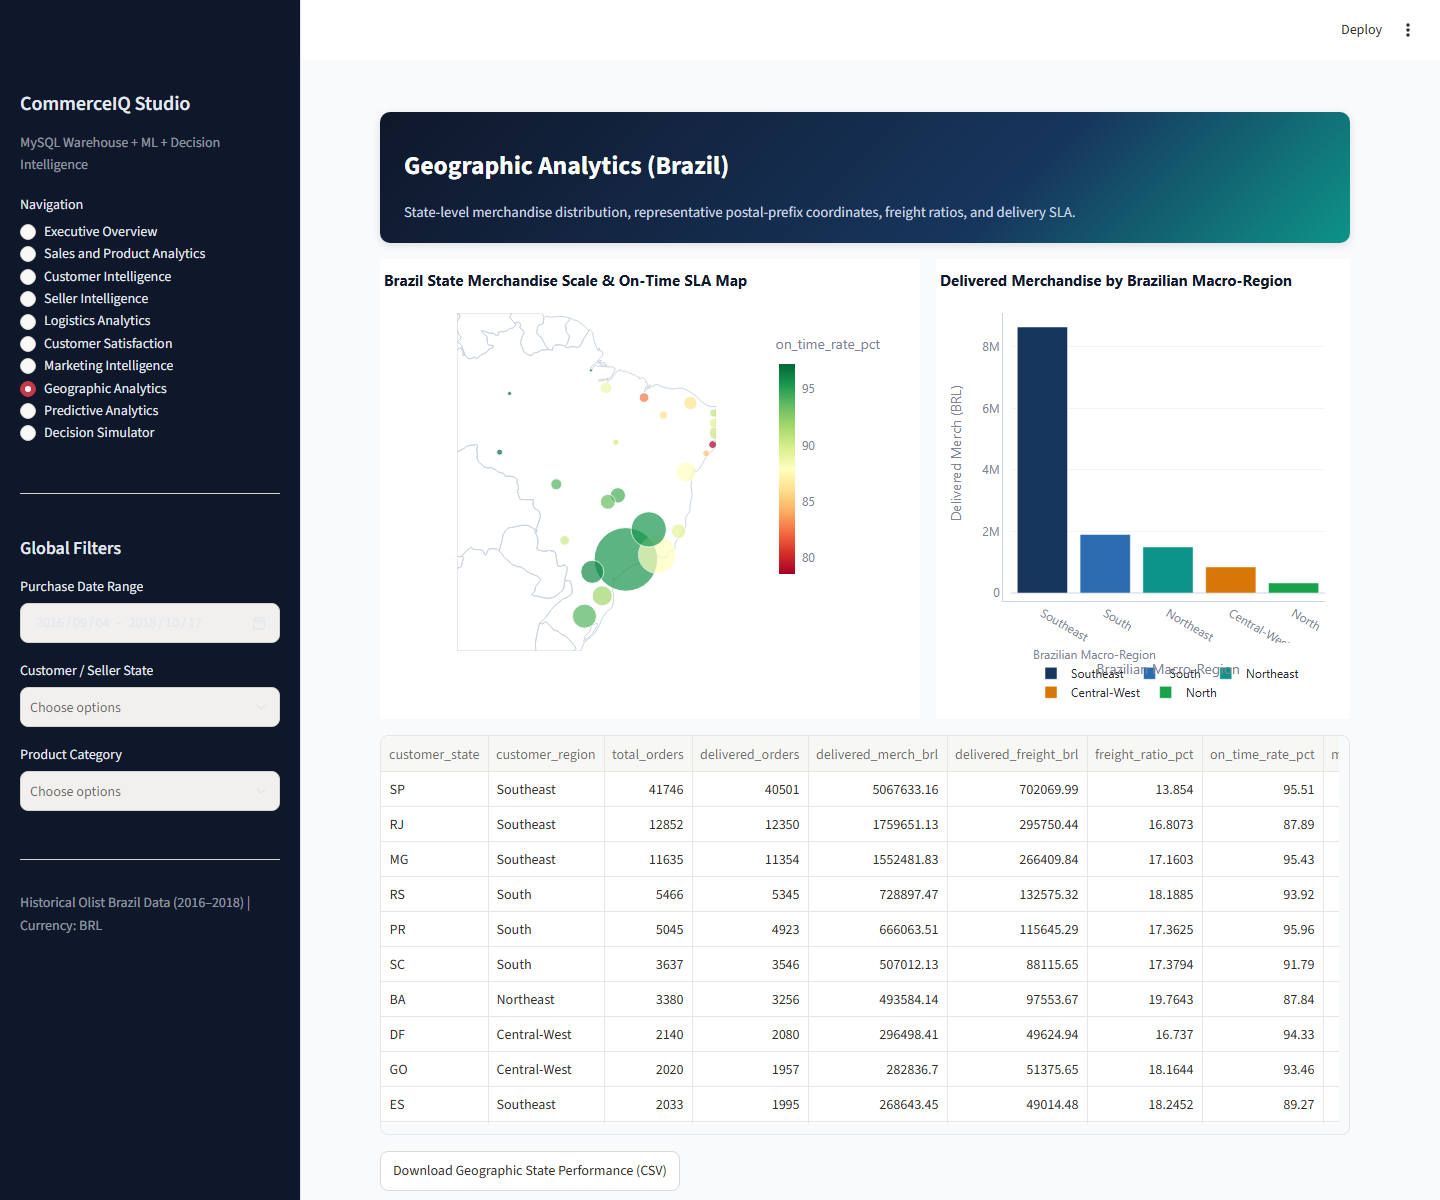 Deploy
CommerceIQ Studio
MySQL Warehouse + ML + Decision
Intelligence
Navigation
Executive Overview
Sales and Product Analytics
Customer Intelligence
Seller Intelligence
Logistics Analytics
Customer Satisfaction
Marketing Intelligence
Geographic Analytics
Predictive Analytics
Decision Simulator
Global Filters
Purchase Date Range
2016/09/04 – 2018/10/17
Customer / Seller State
Choose options
Product Category
Choose options
Historical Olist Brazil Data (2016–2018) |
Currency: BRL
Geographic Analytics (Brazil)
State-level merchandise distribution, representative postal-prefix coordinates, freight ratios, and delivery SLA.
Brazil State Merchandise Scale & On-Time SLA Map
on_time_rate_pct
95
90
85
80
Delivered Merchandise by Brazilian Macro-Region
Delivered Merch (BRL)
8M
6M
4M
2M
0
Southeast
South
Northeast
Central-West
North
Brazilian Macro-Region
Brazilian Macro-Region
Southeast South Northeast
Central-West North
customer_state customer_region total_orders delivered_orders delivered_merch_brl delivered_freight_brl freight_ratio_pct on_time_rate_pct
SP Southeast 41746 40501 5067633.16 702069.99 13.854 95.51
RJ Southeast 12852 12350 1759651.13 295750.44 16.8073 87.89
MG Southeast 11635 11354 1552481.83 266409.84 17.1603 95.43
RS South 5466 5345 728897.47 132575.32 18.1885 93.92
PR South 5045 4923 666063.51 115645.29 17.3625 95.96
SC South 3637 3546 507012.13 88115.65 17.3794 91.79
BA Northeast 3380 3256 493584.14 97553.67 19.7643 87.84
DF Central-West 2140 2080 296498.41 49624.94 16.737 94.33
GO Central-West 2020 1957 282836.7 51375.65 18.1644 93.46
ES Southeast 2033 1995 268643.45 49014.48 18.2452 89.27
Download Geographic State Performance (CSV)